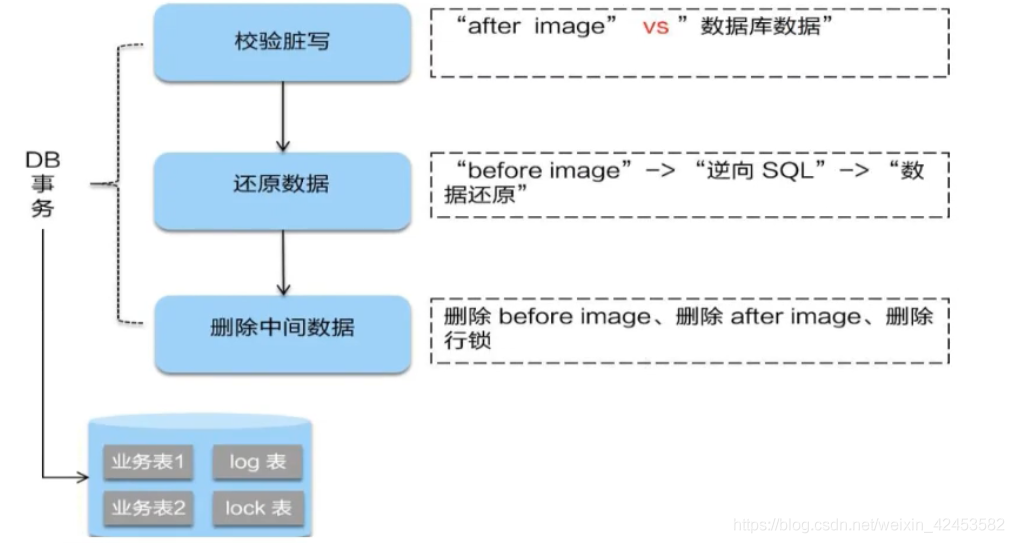 校验脏写
“after image” vs ”数据库数据”
DB
事
务
还原数据
“before image”–> “逆向 SQL”–> “数
据还原”
删除中间数据
删除 before image、删除 after image、删除
行锁
业务表1
log 表
业务表2
lock 表
https://blog.csdn.net/weixin_42453582